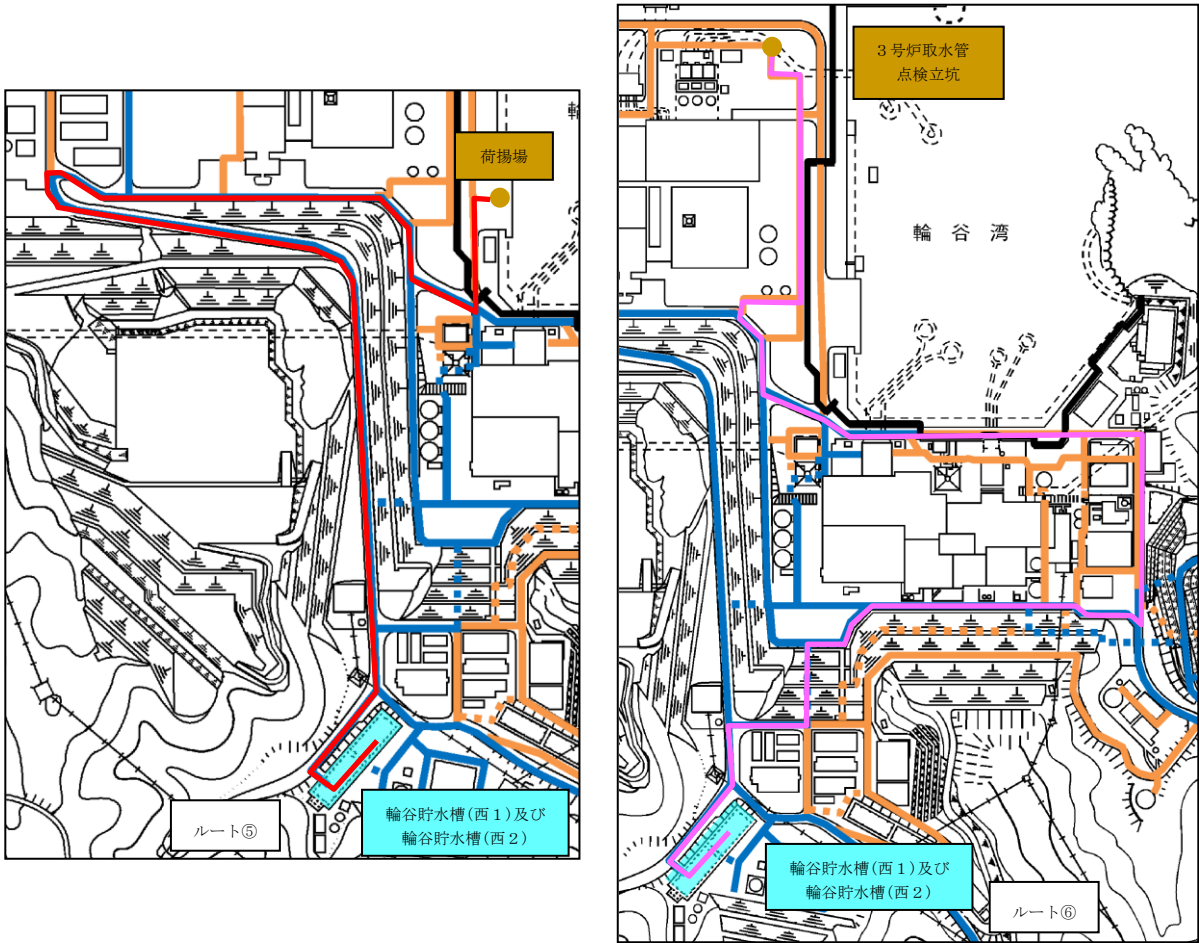 輪
荷揚場
ルート⑤
輪谷貯水槽(西1)及び
輪谷貯水槽(西2)
3号炉取水管
点検立坑
輪谷湾
輪谷貯水槽(西1)及び
輪谷貯水槽(西2)
ルート⑥